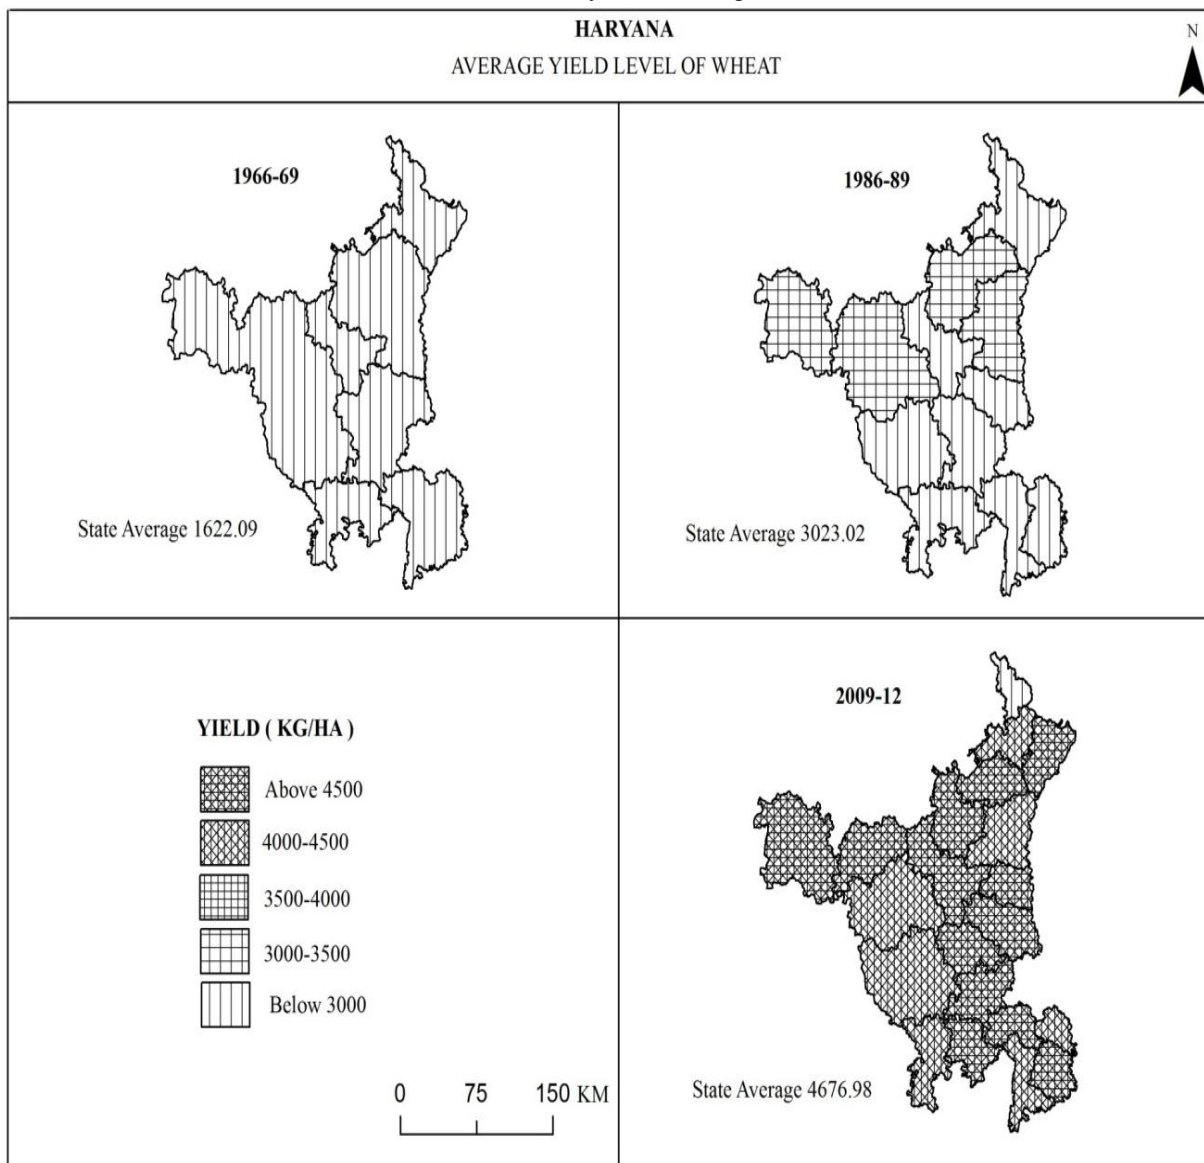 HARYANA
AVERAGE YIELD LEVEL OF WHEAT
N
1966-69
State Average 1622.09
1986-89
State Average 3023.02
YIELD ( KG/HA )
Above 4500
4000-4500
3500-4000
3000-3500
Below 3000
0 75 150 KM
2009-12
State Average 4676.98